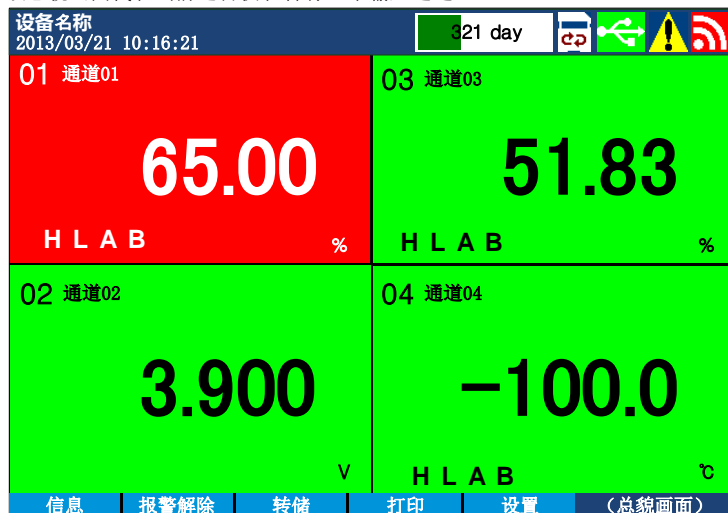 设备名称
2013/03/21 10:16:21
321 day
01 通道01
65.00
H L A B %
03 通道03
51.83
H L A B %
02 通道02
3.900
V
04 通道04
-100.0
H L A B ℃
信息 报警解除 转储 打印 设置 （总貌画面）